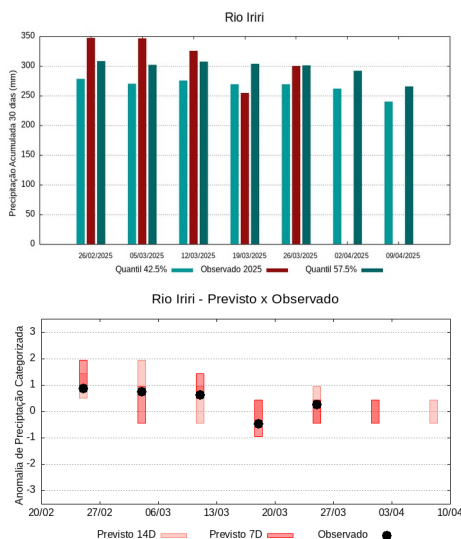 Rio Iriri
Precipitação Acumulada 30 dias (mm)
350
300
250
200
150
100
50
0
26/02/2025 05/03/2025 12/03/2025 19/03/2025 26/03/2025 02/04/2025 09/04/2025
Quantil 42.5% Observado 2025 Quantil 57.5%
Rio Iriri - Previsto x Observado
Anomalia de Precipitação Categorizada
3
2
1
0
-1
-2
-3
20/02 27/02 06/03 13/03 20/03 27/03 03/04 10/04
Previsto 14D Previsto 7D Observado